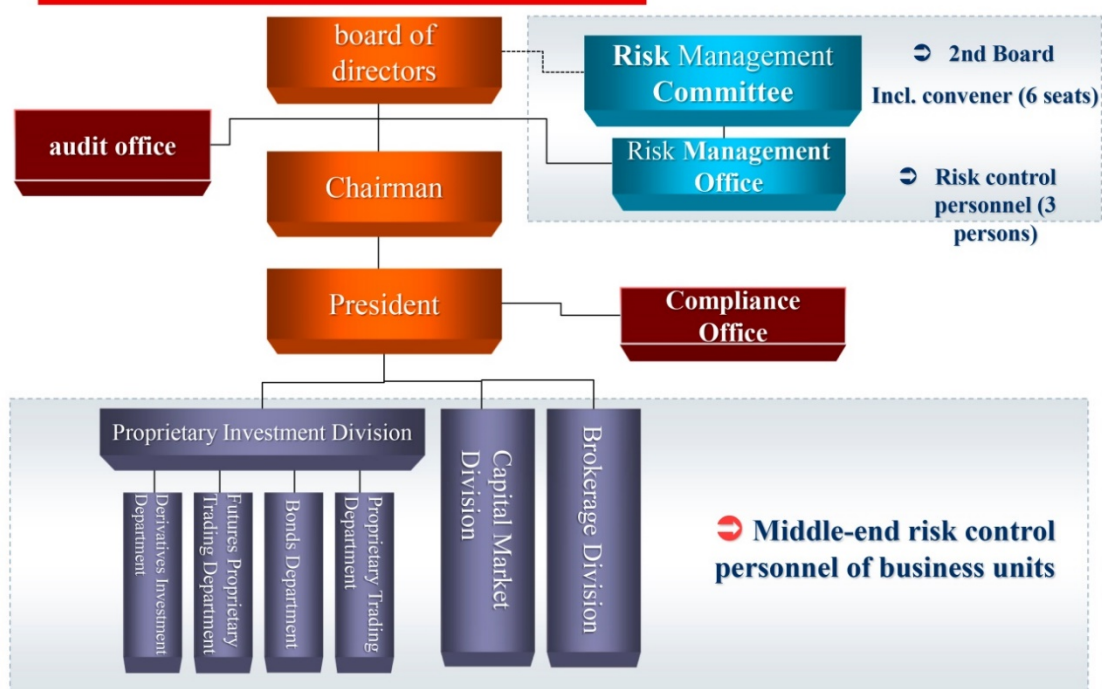 board of
directors
Risk Management
Committee
➲ 2nd Board
Incl. convener (6 seats)
audit office
Risk Management
Office
➲ Risk control
personnel (3
persons)
Chairman
President
Compliance
Office
Proprietary Investment Division
Derivatives Investment
Department
Futures Proprietary
Trading Department
Bonds Department
Proprietary Trading
Department
Capital Market
Division
Brokerage Division
➲ Middle-end risk control
personnel of business units